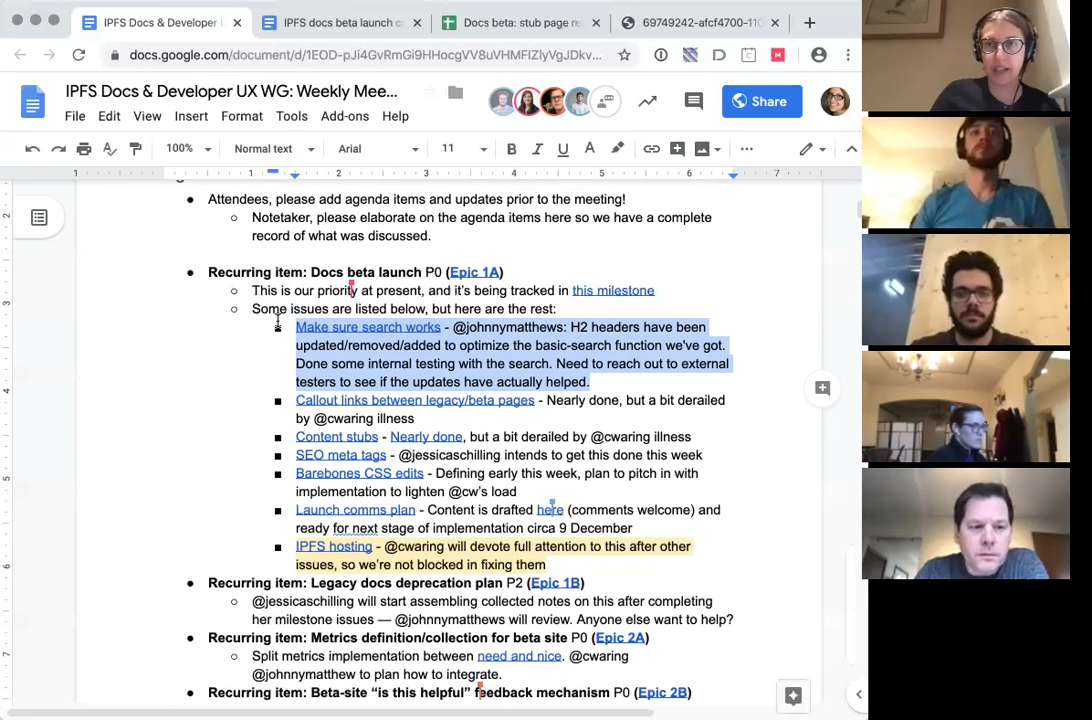 IPFS Docs & Developer U
IPFS docs beta launch c
Docs beta: stub page re
69749242-afcf4700-11
docs.google.com/document/d/1EOD-pJi4GvRmGi9HHocgVV8uVHMFIZIyVgJDkv...
IPFS Docs & Developer UX WG: Weekly Mee...
Share
File Edit View Insert Format Tools Add-ons Help
100% Normal text Arial 11 B I U A
1 1 2 3 4 5 6 7
Attendees, please add agenda items and updates prior to the meeting!
Notetaker, please elaborate on the agenda items here so we have a complete
record of what was discussed.
Recurring item: Docs beta launch P0 (Epic 1A)
This is our priority at present, and it's being tracked in this milestone
Some issues are listed below, but here are the rest:
Make sure search works - @johnnymatthews: H2 headers have been
updated/removed/added to optimize the basic-search function we've got.
Done some internal testing with the search. Need to reach out to external
testers to see if the updates have actually helped.
Callout links between legacy/beta pages - Nearly done, but a bit derailed
by @cwaring illness
Content stubs - Nearly done, but a bit derailed by @cwaring illness
SEO meta tags - @jessicaschilling intends to get this done this week
Barebones CSS edits - Defining early this week, plan to pitch in with
implementation to lighten @cw's load
Launch comms plan - Content is drafted here (comments welcome) and
ready for next stage of implementation circa 9 December
IPFS hosting - @cwaring will devote full attention to this after other
issues, so we're not blocked in fixing them
Recurring item: Legacy docs deprecation plan P2 (Epic 1B)
@jessicaschilling will start assembling collected notes on this after completing
her milestone issues — @johnnymatthews will review. Anyone else want to help?
Recurring item: Metrics definition/collection for beta site P0 (Epic 2A)
Split metrics implementation between need and nice. @cwaring
@johnnymatthew to plan how to integrate.
Recurring item: Beta-site “is this helpful” feedback mechanism P0 (Epic 2B)